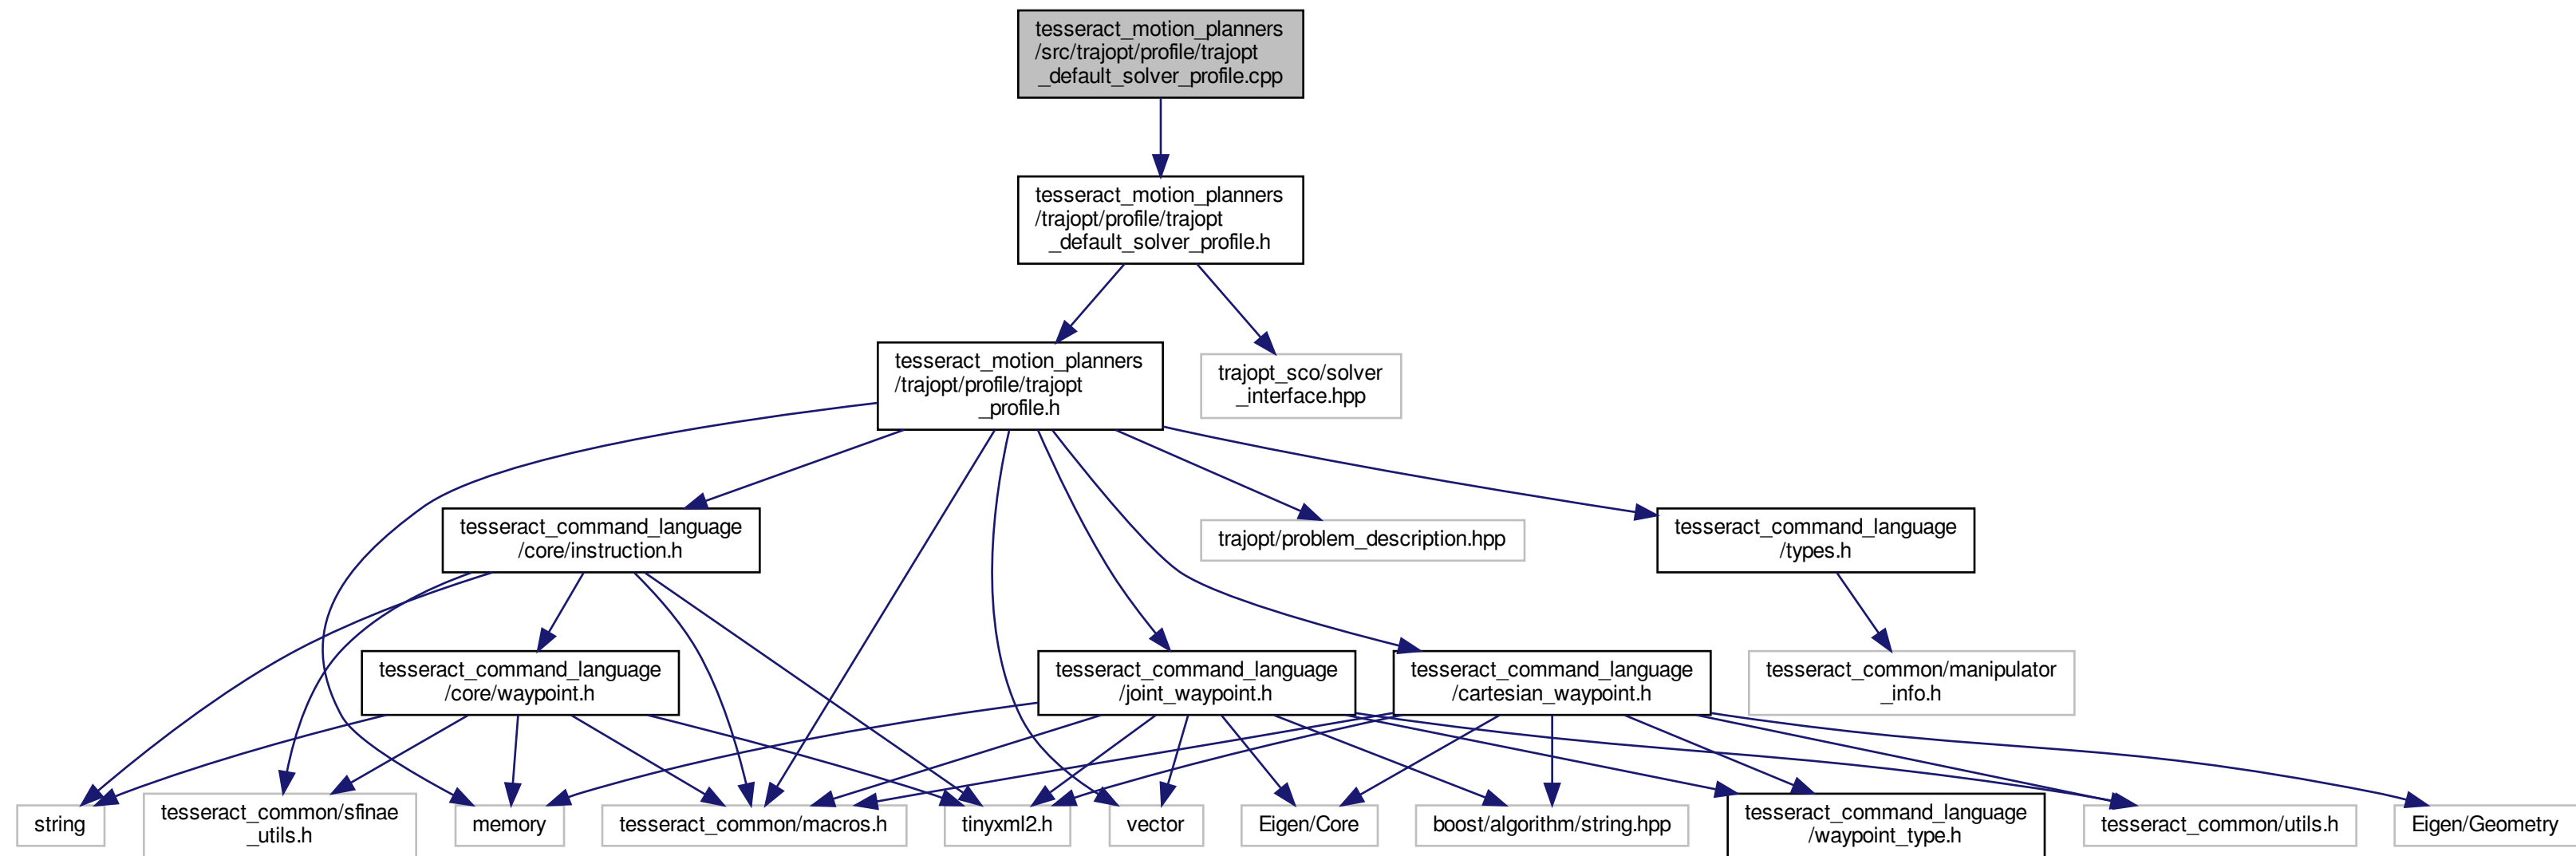 tesseract_motion_planners
/src/trajopt/profile/trajopt
_default_solver_profile.cpp
tesseract_motion_planners
/trajopt/profile/trajopt
_default_solver_profile.h
tesseract_motion_planners
/trajopt/profile/trajopt
_profile.h
trajopt_sco/solver
_interface.hpp
tesseract_command_language
/core/instruction.h
trajopt/problem_description.hpp
tesseract_command_language
/types.h
tesseract_command_language
/core/waypoint.h
tesseract_command_language
/joint_waypoint.h
tesseract_command_language
/cartesian_waypoint.h
tesseract_common/manipulator
_info.h
string
tesseract_common/sfinae
_utils.h
memory
tesseract_common/macros.h
tinyxml2.h
vector
Eigen/Core
boost/algorithm/string.hpp
tesseract_command_language
/waypoint_type.h
tesseract_common/utils.h
Eigen/Geometry